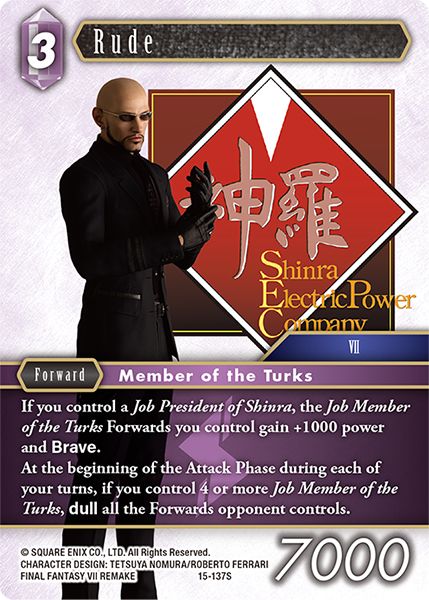 3
Rude
神羅
Shinra
Electric Power
Company
VII
Forward
Member of the Turks
If you control a Job President of Shinra, the Job Member
of the Turks Forwards you control gain +1000 power
and Brave.
At the beginning of the Attack Phase during each of
your turns, if you control 4 or more Job Member of the
Turks, dull all the Forwards opponent controls.
© SQUARE ENIX CO., LTD. All Rights Reserved.
CHARACTER DESIGN: TETSUYA NOMURA/ROBERTO FERRARI
FINAL FANTASY VII REMAKE 15-137S
7000